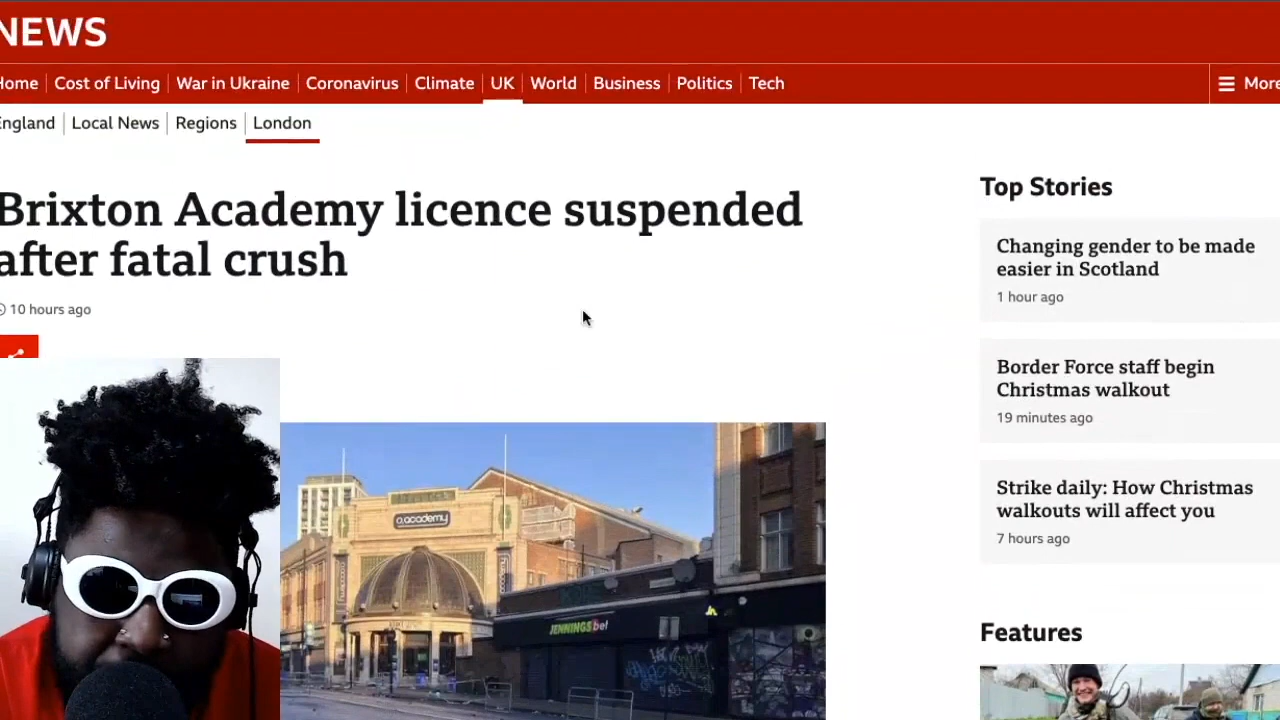 NEWS
Home Cost of Living War in Ukraine Coronavirus Climate UK World Business Politics Tech More
England Local News Regions London
Brixton Academy licence suspended
after fatal crush
10 hours ago
Top Stories
Changing gender to be made
easier in Scotland
1 hour ago
Border Force staff begin
Christmas walkout
19 minutes ago
Strike daily: How Christmas
walkouts will affect you
7 hours ago
Features
o2 academy
JENNINGSbet